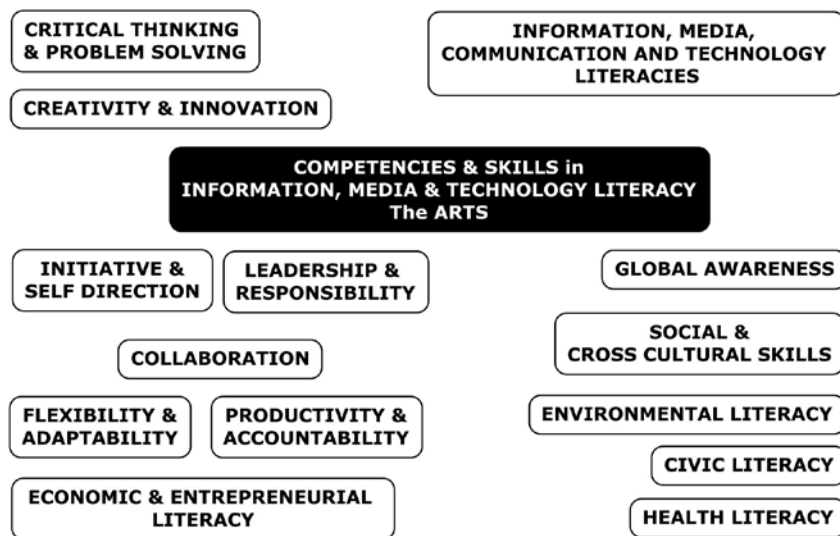 CRITICAL THINKING
& PROBLEM SOLVING
INFORMATION, MEDIA,
COMMUNICATION AND TECHNOLOGY
LITERACIES
CREATIVITY & INNOVATION
COMPETENCIES & SKILLS in
INFORMATION, MEDIA & TECHNOLOGY LITERACY
The ARTS
INITIATIVE &
SELF DIRECTION
LEADERSHIP &
RESPONSIBILITY
GLOBAL AWARENESS
SOCIAL &
CROSS CULTURAL SKILLS
COLLABORATION
FLEXIBILITY &
ADAPTABILITY
PRODUCTIVITY &
ACCOUNTABILITY
ENVIRONMENTAL LITERACY
CIVIC LITERACY
ECONOMIC & ENTREPRENEURIAL
LITERACY
HEALTH LITERACY